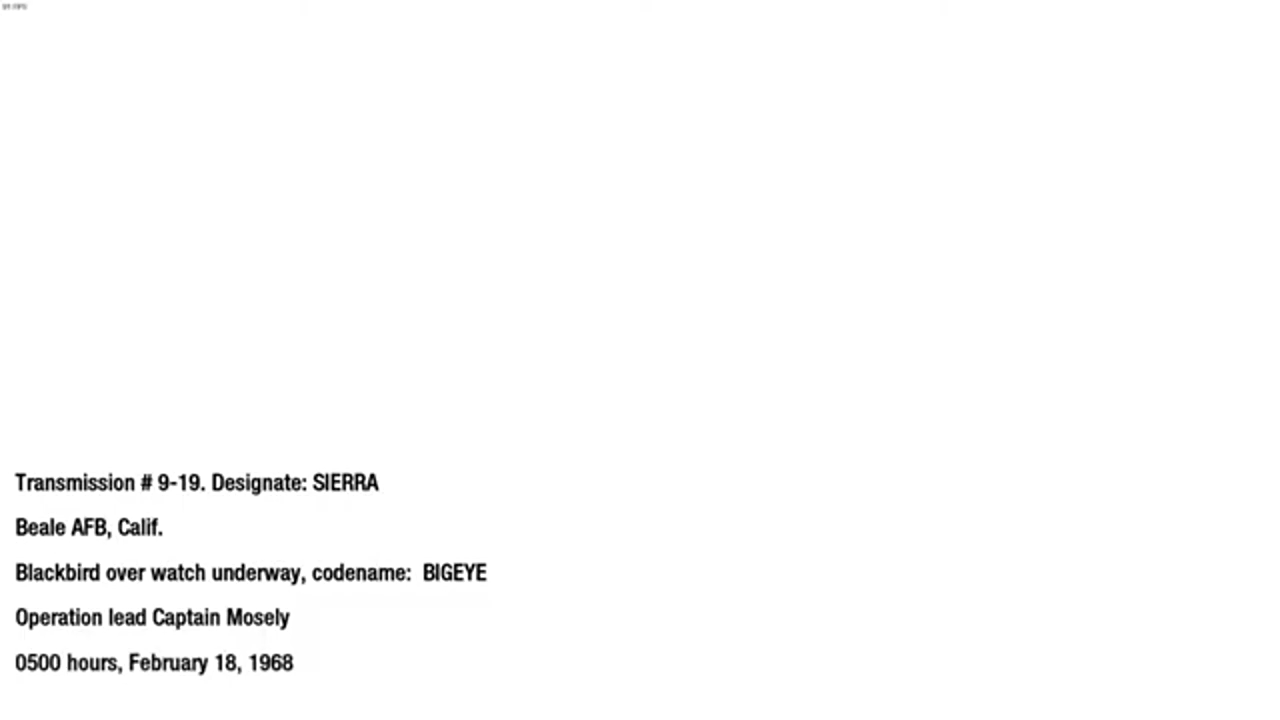 Transmission # 9-19. Designate: SIERRA
Beale AFB, Calif.
Blackbird over watch underway, codename: BIGEYE
Operation lead Captain Mosely
0500 hours, February 18, 1968